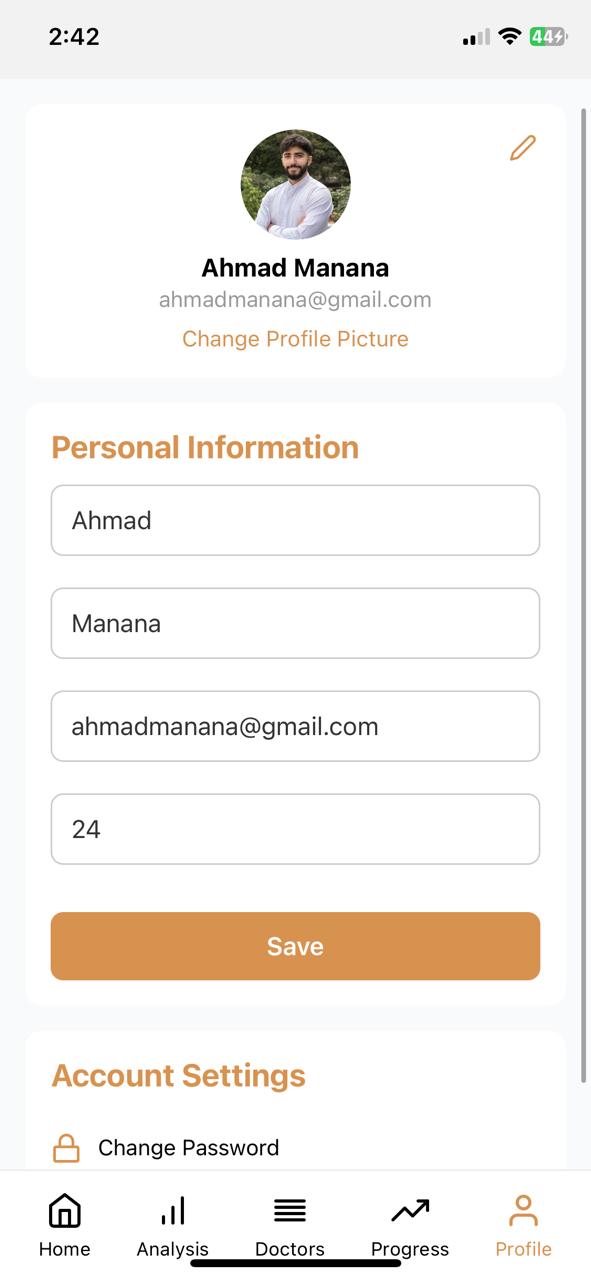 2:42
44
Ahmad Manana
ahmadmanana@gmail.com
Change Profile Picture
Personal Information
Ahmad
Manana
ahmadmanana@gmail.com
24
Save
Account Settings
Change Password
Home Analysis Doctors Progress Profile